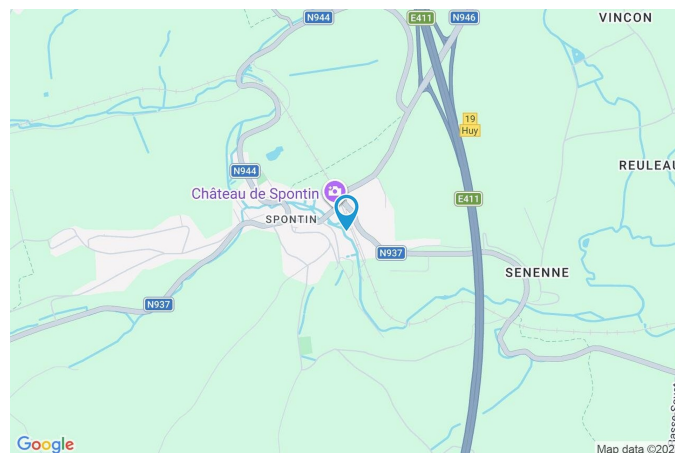 N944
E411
N946
VINCON
19
Huy
N944
REULEAU
Château de Spontin
E411
SPONTIN
N937
SENENNE
N937
Google
Map data ©202